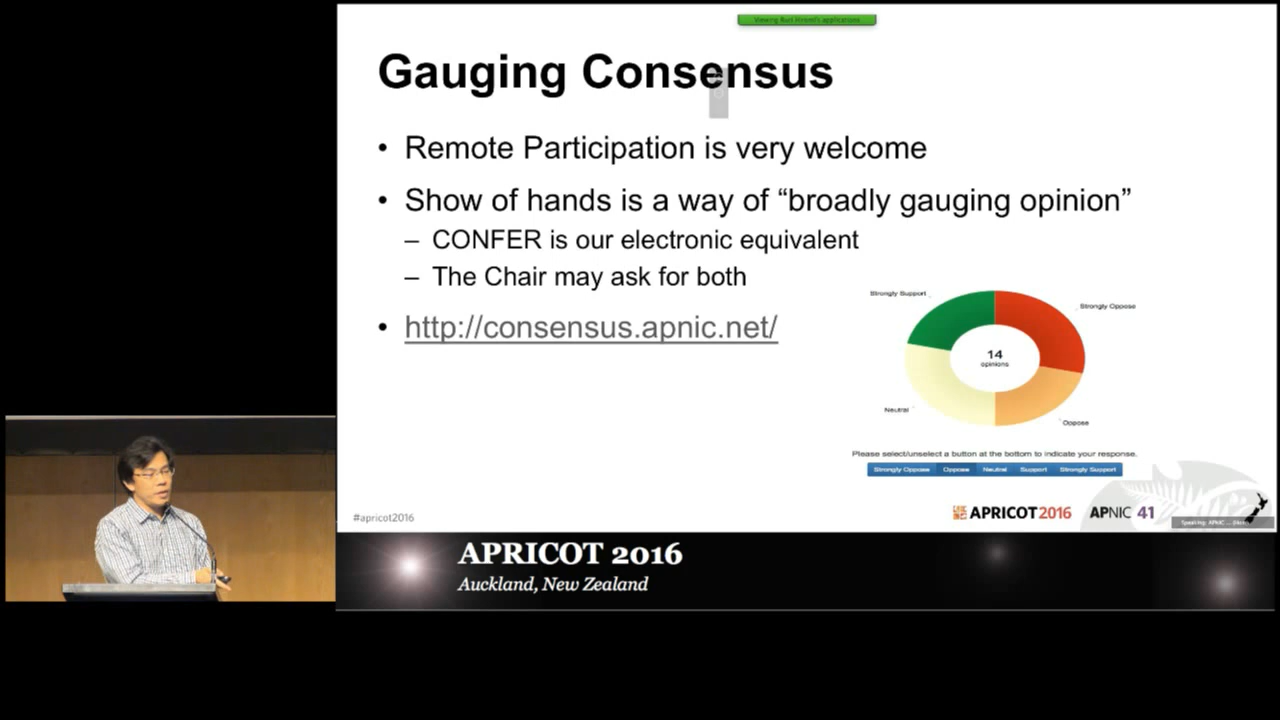 Gauging Consensus
• Remote Participation is very welcome
• Show of hands is a way of “broadly gauging opinion”
– CONFER is our electronic equivalent
– The Chair may ask for both
• http://consensus.apnic.net/
Strongly Support
Strongly Oppose
14
opinions
Neutral
Oppose
Please select/unselect a button at the bottom to indicate your response.
Strongly Oppose Oppose Neutral Support Strongly Support
#apricot2016
APRICOT 2016
APNIC 41
Speaking: APNIC ...
APRICOT 2016
Auckland, New Zealand